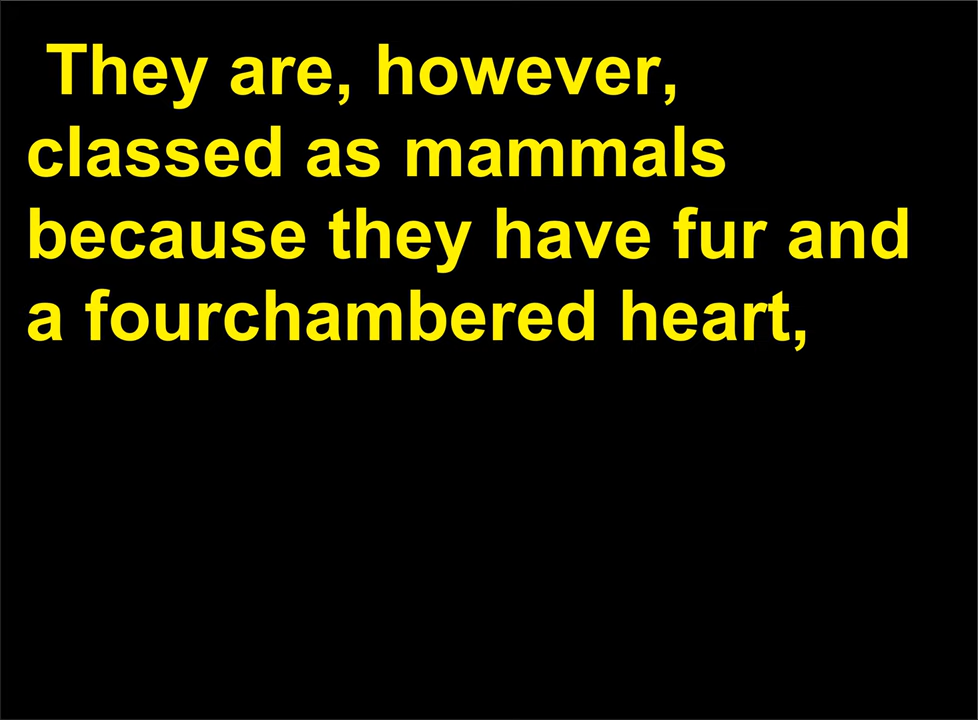 They are, however,
classed as mammals
because they have fur and
a fourchambered heart,